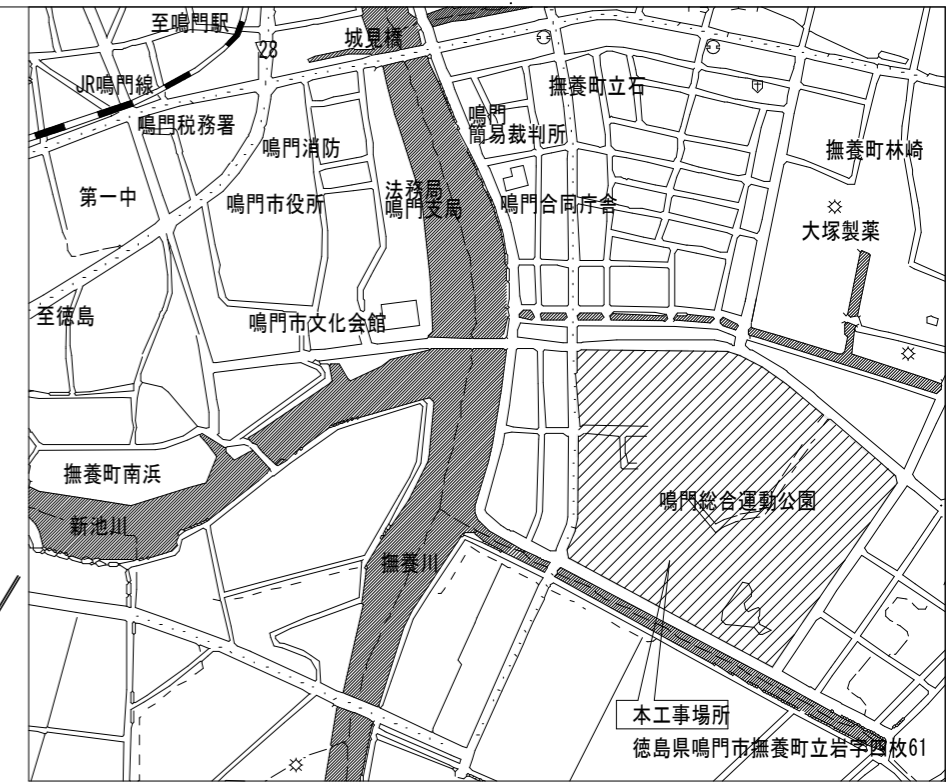 至鳴門駅
城見橋
28
JR鳴門線
撫養町立石
鳴門税務署
鳴門
簡易裁判所
鳴門消防
撫養町林崎
第一中
鳴門市役所
法務局
鳴門支局
鳴門合同庁舎
大塚製薬
至徳島
鳴門市文化会館
撫養町南浜
鳴門総合運動公園
新池川
撫養川
本工事場所
徳島県鳴門市撫養町立岩字四枚61